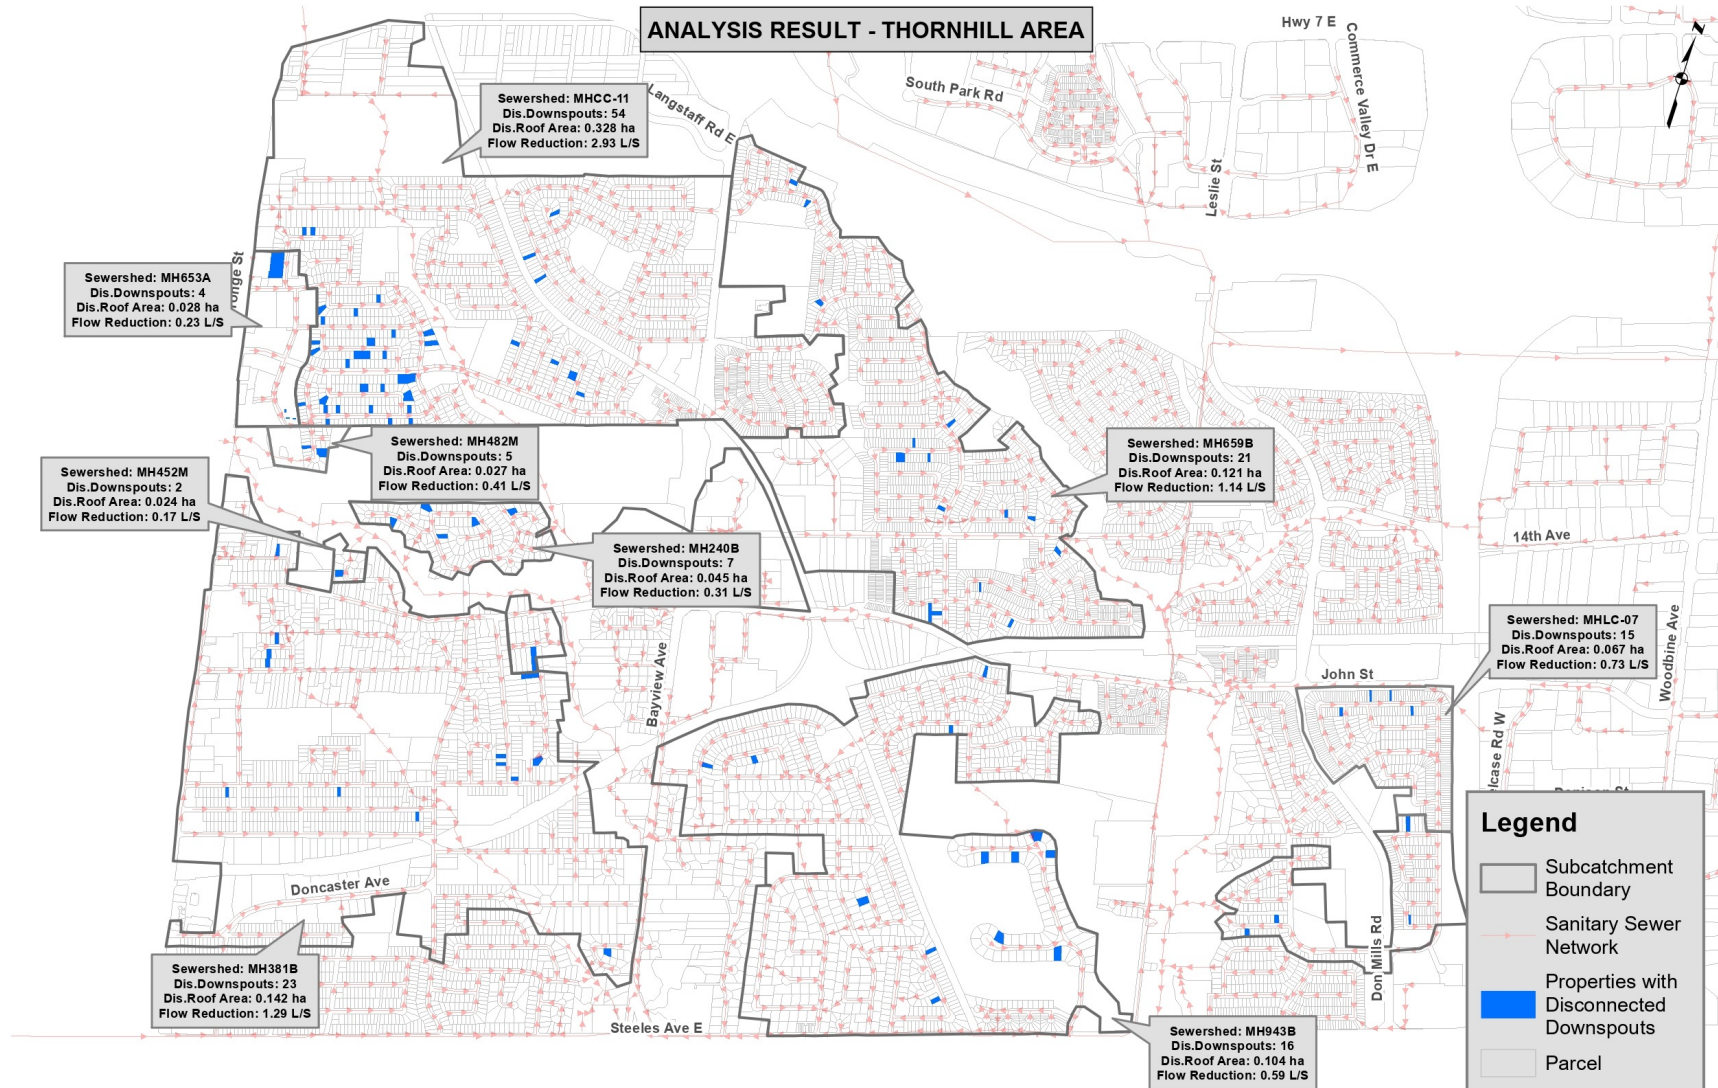 ANALYSIS RESULT - THORNHILL AREA
Hwy 7 E
Commerce Valley Dr E
South Park Rd
Langstaff Rd E
Leslie St
Sewershed: MHCC-11
Dis.Downspouts: 54
Dis.Roof Area: 0.328 ha
Flow Reduction: 2.93 L/S
Sewershed: MH653A
Dis.Downspouts: 4
Dis.Roof Area: 0.028 ha
Flow Reduction: 0.23 L/S
Sewershed: MH482M
Dis.Downspouts: 5
Dis.Roof Area: 0.027 ha
Flow Reduction: 0.41 L/S
Sewershed: MH659B
Dis.Downspouts: 21
Dis.Roof Area: 0.121 ha
Flow Reduction: 1.14 L/S
Sewershed: MH452M
Dis.Downspouts: 2
Dis.Roof Area: 0.024 ha
Flow Reduction: 0.17 L/S
Sewershed: MH240B
Dis.Downspouts: 7
Dis.Roof Area: 0.045 ha
Flow Reduction: 0.31 L/S
14th Ave
Sewershed: MHLC-07
Dis.Downspouts: 15
Dis.Roof Area: 0.067 ha
Flow Reduction: 0.73 L/S
Woodbine Ave
John St
Bayview Ave
Doncaster Ave
Don Mills Rd
Sewershed: MH381B
Dis.Downspouts: 23
Dis.Roof Area: 0.142 ha
Flow Reduction: 1.29 L/S
Steeles Ave E
Sewershed: MH943B
Dis.Downspouts: 16
Dis.Roof Area: 0.104 ha
Flow Reduction: 0.59 L/S
Legend
Subcatchment
Boundary
Sanitary Sewer
Network
Properties with
Disconnected
Downspouts
Parcel
N